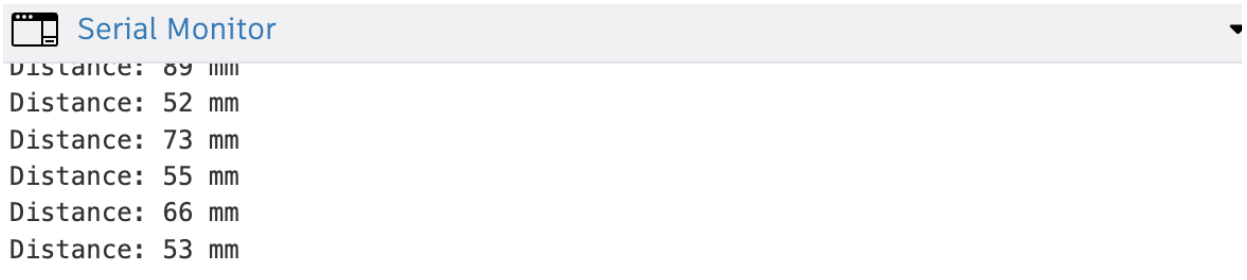 Serial Monitor
Distance: 89 mm
Distance: 52 mm
Distance: 73 mm
Distance: 55 mm
Distance: 66 mm
Distance: 53 mm